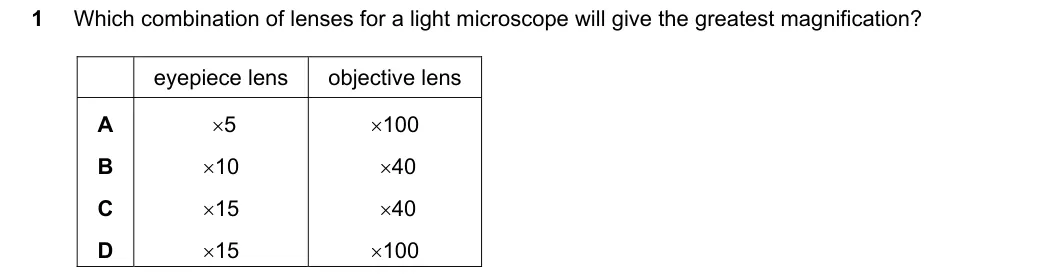 1 Which combination of lenses for a light microscope will give the greatest magnification?
eyepiece lens objective lens
A ×5 ×100
B ×10 ×40
C ×15 ×40
D ×15 ×100